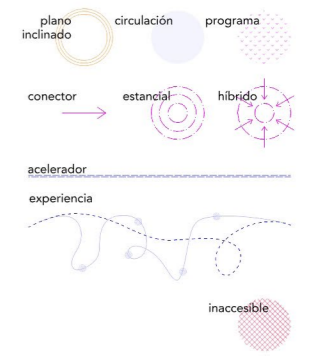 plano circulación programa
inclinado
conector estancial híbrido
acelerador
experiencia
inaccesible